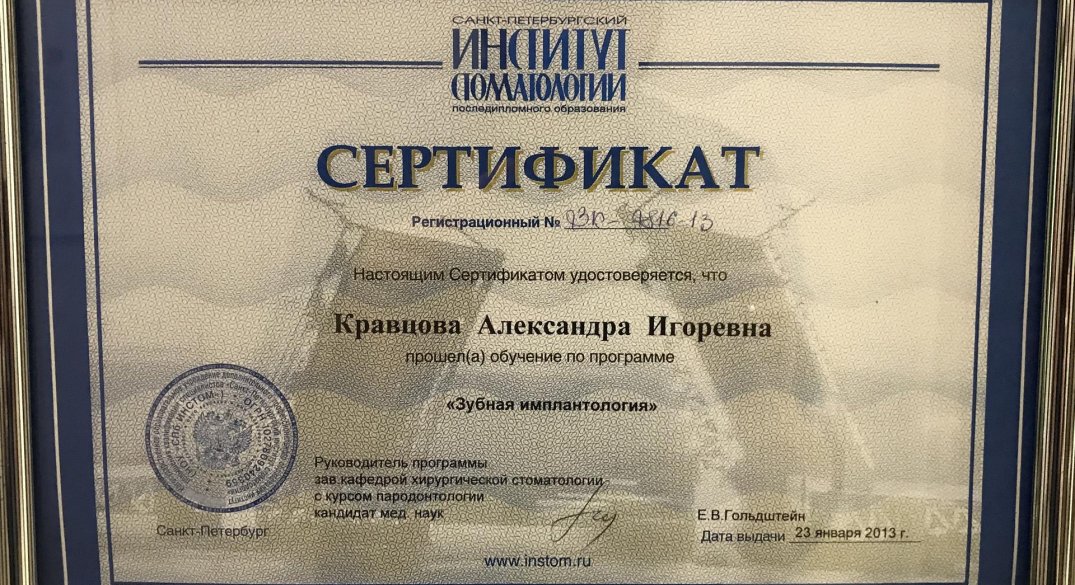 САНКТ-ПЕТЕРБУРГСКИЙ
ИНСТИТУТ
СТОМАТОЛОГИИ
последипломного образования
СЕРТИФИКАТ
Регистрационный №
Настоящим Сертификатом удостоверяется, что
Кравцова Александра Игоревна
прошел(а) обучение по программе
«Зубная имплантология»
Руководитель программы
зав.кафедрой хирургической стоматологии
с курсом пародонтологии
кандидат мед. наук
Е.В.Гольдштейн
Санкт-Петербург
Дата выдачи 23 января 2013 г.
www.instom.ru